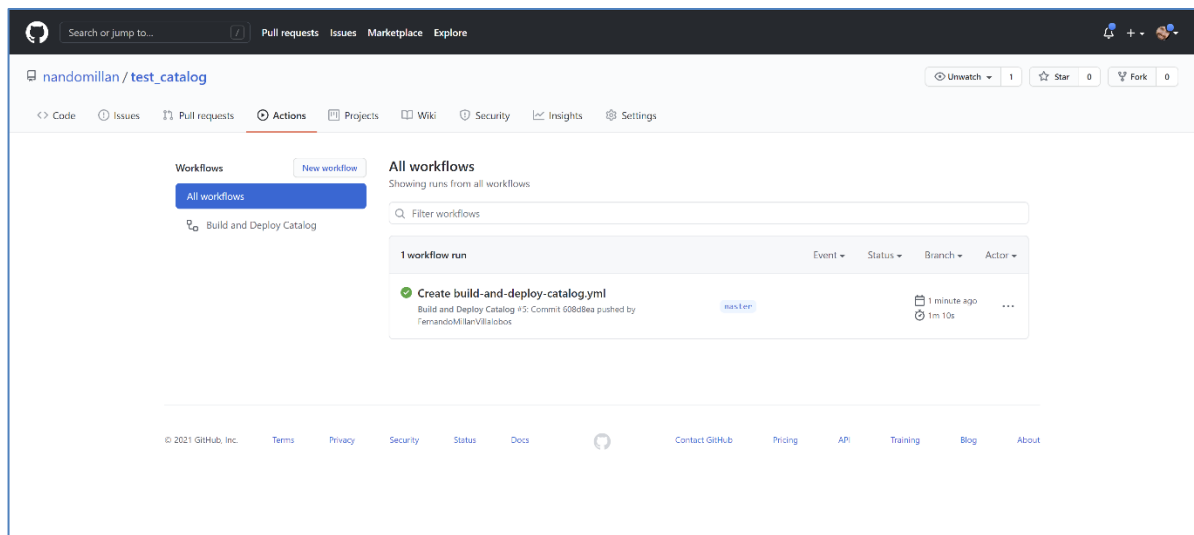 Search or jump to... / Pull requests Issues Marketplace Explore
nandomillan / test_catalog Unwatch 1 Star 0 Fork 0
Code Issues Pull requests Actions Projects Wiki Security Insights Settings
Workflows New workflow
All workflows
Build and Deploy Catalog
All workflows
Showing runs from all workflows
Filter workflows
1 workflow run Event Status Branch Actor
Create build-and-deploy-catalog.yml
Build and Deploy Catalog #5: Commit 608d8ea pushed by
FernandoMillanVillalobos
master
1 minute ago
1m 10s
© 2021 GitHub, Inc. Terms Privacy Security Status Docs Contact GitHub Pricing API Training Blog About